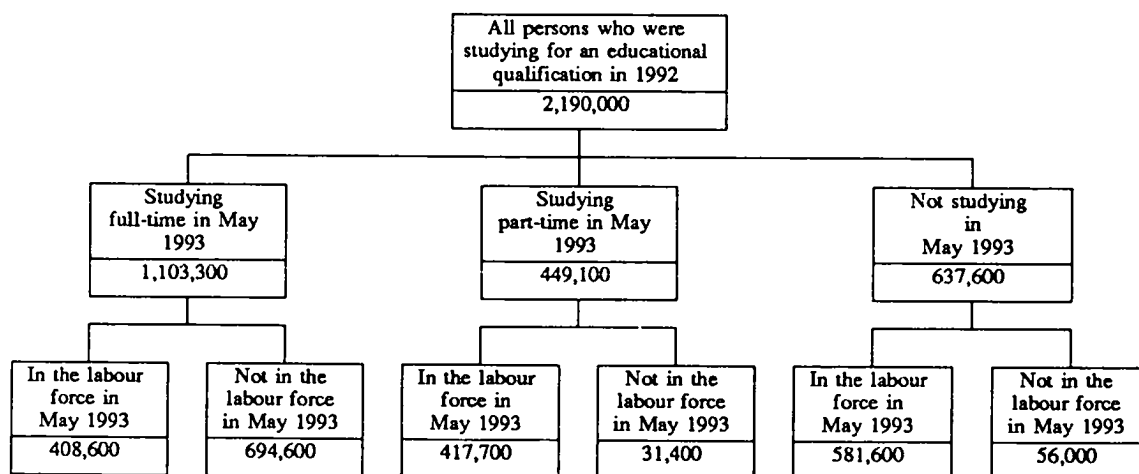 All persons who were
studying for an educational
qualification in 1992
2,190,000
Studying
full-time in May
1993
1,103,300
Studying
part-time in May
1993
449,100
Not studying
in
May 1993
637,600
In the labour
force in
May 1993
408,600
Not in the
labour force
in May 1993
694,600
In the labour
force in
May 1993
417,700
Not in the
labour force
in May 1993
31,400
In the labour
force in
May 1993
581,600
Not in the
labour force
in May 1993
56,000